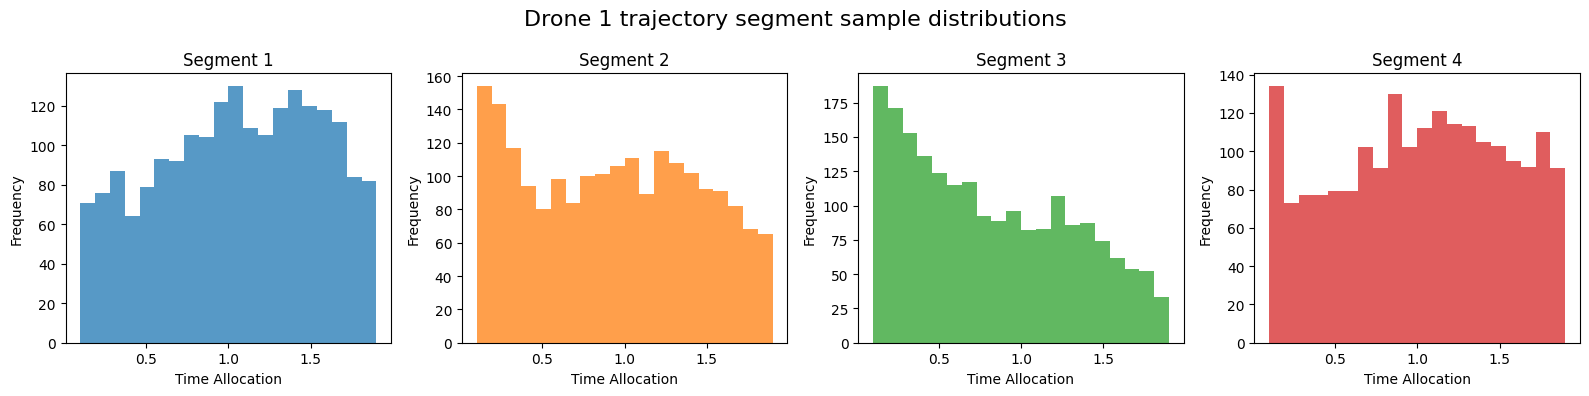 Drone 1 trajectory segment sample distributions
Segment 1
Frequency
120
100
80
60
40
20
0
0.5 1.0 1.5
Time Allocation
Segment 2
Frequency
160
140
120
100
80
60
40
20
0
0.5 1.0 1.5
Time Allocation
Segment 3
Frequency
175
150
125
100
75
50
25
0
0.5 1.0 1.5
Time Allocation
Segment 4
Frequency
140
120
100
80
60
40
20
0
0.5 1.0 1.5
Time Allocation